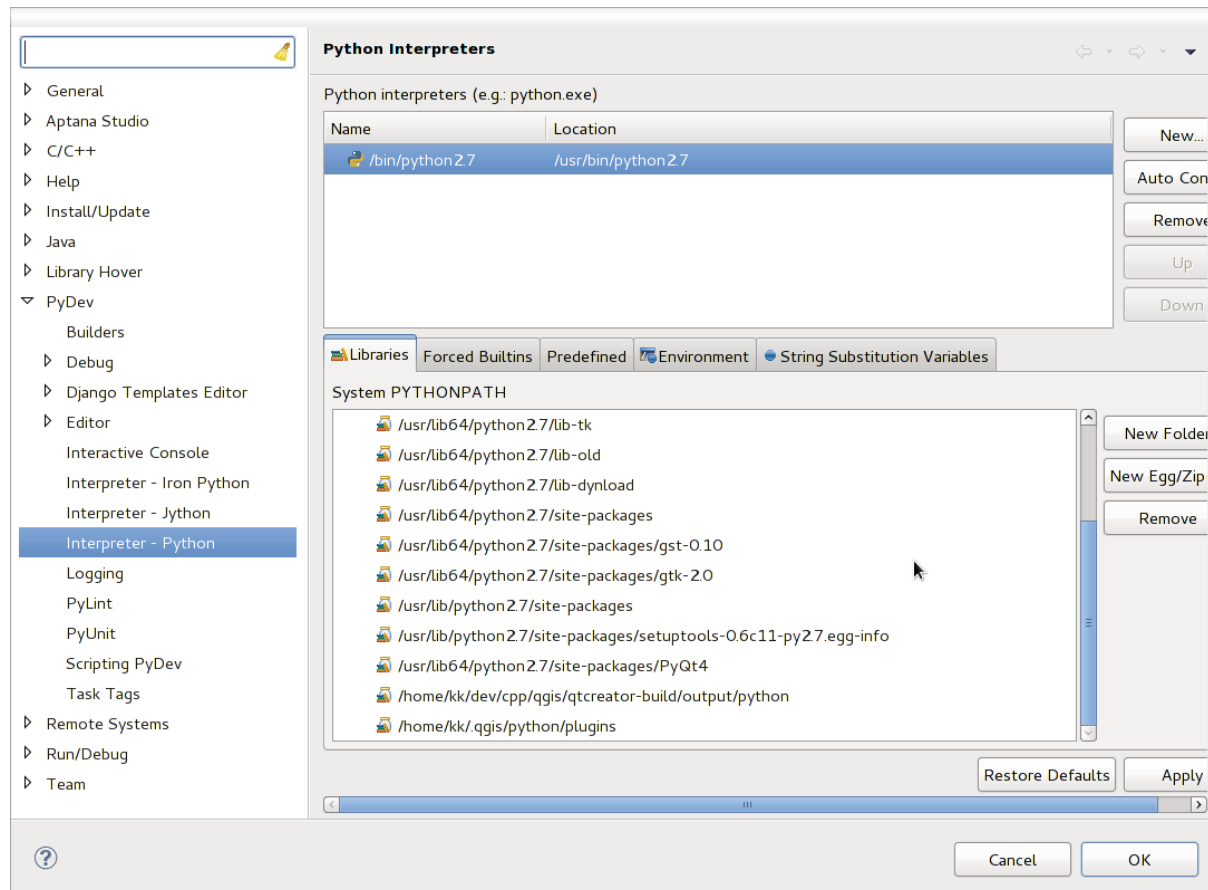 Python Interpreters
General
Aptana Studio
C/C++
Help
Install/Update
Java
Library Hover
PyDev
Builders
Debug
Django Templates Editor
Editor
Interactive Console
Interpreter - Iron Python
Interpreter - Jython
Interpreter - Python
Logging
PyLint
PyUnit
Scripting PyDev
Task Tags
Remote Systems
Run/Debug
Team
Python interpreters (e.g.: python.exe)
Name Location
/bin/python2.7 /usr/bin/python2.7
New...
Auto Con
Remove
Up
Down
Libraries Forced Builtins Predefined Environment String Substitution Variables
System PYTHONPATH
/usr/lib64/python2.7/lib-tk
/usr/lib64/python2.7/lib-old
/usr/lib64/python2.7/lib-dynload
/usr/lib64/python2.7/site-packages
/usr/lib64/python2.7/site-packages/gst-0.10
/usr/lib64/python2.7/site-packages/gtk-2.0
/usr/lib/python2.7/site-packages
/usr/lib/python2.7/site-packages/setuptools-0.6c11-py2.7.egg-info
/usr/lib64/python2.7/site-packages/PyQt4
/home/kk/dev/cpp/qgis/qtcreator-build/output/python
/home/kk/.qgis/python/plugins
New Folder
New Egg/Zip
Remove
Restore Defaults Apply
Cancel OK